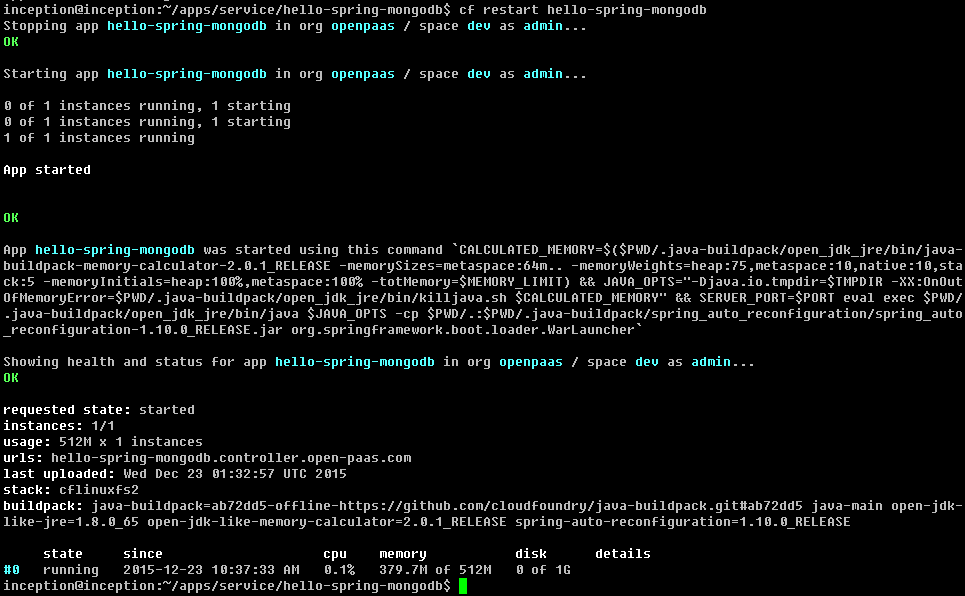 inception@inception:~/apps/service/hello-spring-mongodb$ cf restart hello-spring-mongodb
Stopping app hello-spring-mongodb in org openpaas / space dev as admin...
OK
Starting app hello-spring-mongodb in org openpaas / space dev as admin...
0 of 1 instances running, 1 starting
0 of 1 instances running, 1 starting
1 of 1 instances running
App started
OK
App hello-spring-mongodb was started using this command `CALCULATED_MEMORY=$($PWD/.java-buildpack/open_jdk_jre/bin/java-
buildpack-memory-calculator-2.0.1_RELEASE -memorySizes=metaspace:64m.. -memoryWeights=heap:75,metaspace:10,native:10,sta
ck:5 -memoryInitials=heap:100%,metaspace:100% -totMemory=$MEMORY_LIMIT) && JAVA_OPTS="-Djava.io.tmpdir=$TMPDIR -XX:OnOut
OfMemoryError=$PWD/.java-buildpack/open_jdk_jre/bin/killjava.sh $CALCULATED_MEMORY" && SERVER_PORT=$PORT eval exec $PWD/
.java-buildpack/open_jdk_jre/bin/java $JAVA_OPTS -cp $PWD/.:$PWD/.java-buildpack/spring_auto_reconfiguration/spring_auto
_reconfiguration-1.10.0_RELEASE.jar org.springframework.boot.loader.WarLauncher`
Showing health and status for app hello-spring-mongodb in org openpaas / space dev as admin...
OK
requested state: started
instances: 1/1
usage: 512M x 1 instances
urls: hello-spring-mongodb.controller.open-paas.com
last uploaded: Wed Dec 23 01:32:57 UTC 2015
stack: cflinuxfs2
buildpack: java-buildpack=ab72dd5-offline-https://github.com/cloudfoundry/java-buildpack.git#ab72dd5 java-main open-jdk-
like-jre=1.8.0_65 open-jdk-like-memory-calculator=2.0.1_RELEASE spring-auto-reconfiguration=1.10.0_RELEASE
state since cpu memory disk details
#0 running 2015-12-23 10:37:33 AM 0.1% 379.7M of 512M 0 of 1G
inception@inception:~/apps/service/hello-spring-mongodb$